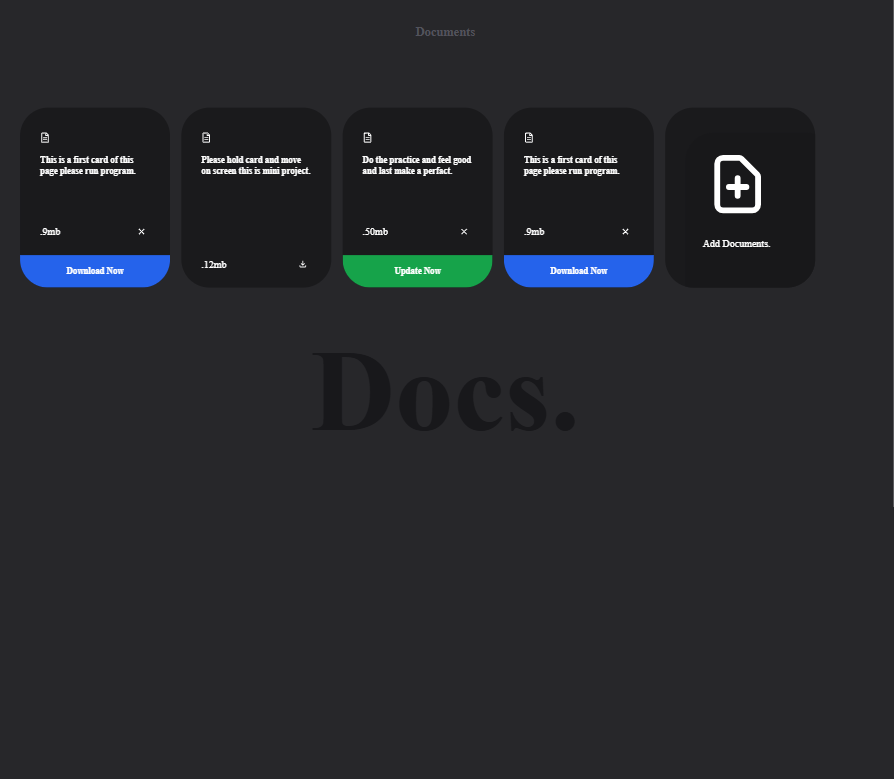 Documents
This is a first card of this
page please run program.
.9mb
Download Now
Please hold card and move
on screen this is mini project.
.12mb
Do the practice and feel good
and last make a perfact.
.50mb
Update Now
This is a first card of this
page please run program.
.9mb
Download Now
Add Documents.
Docs.